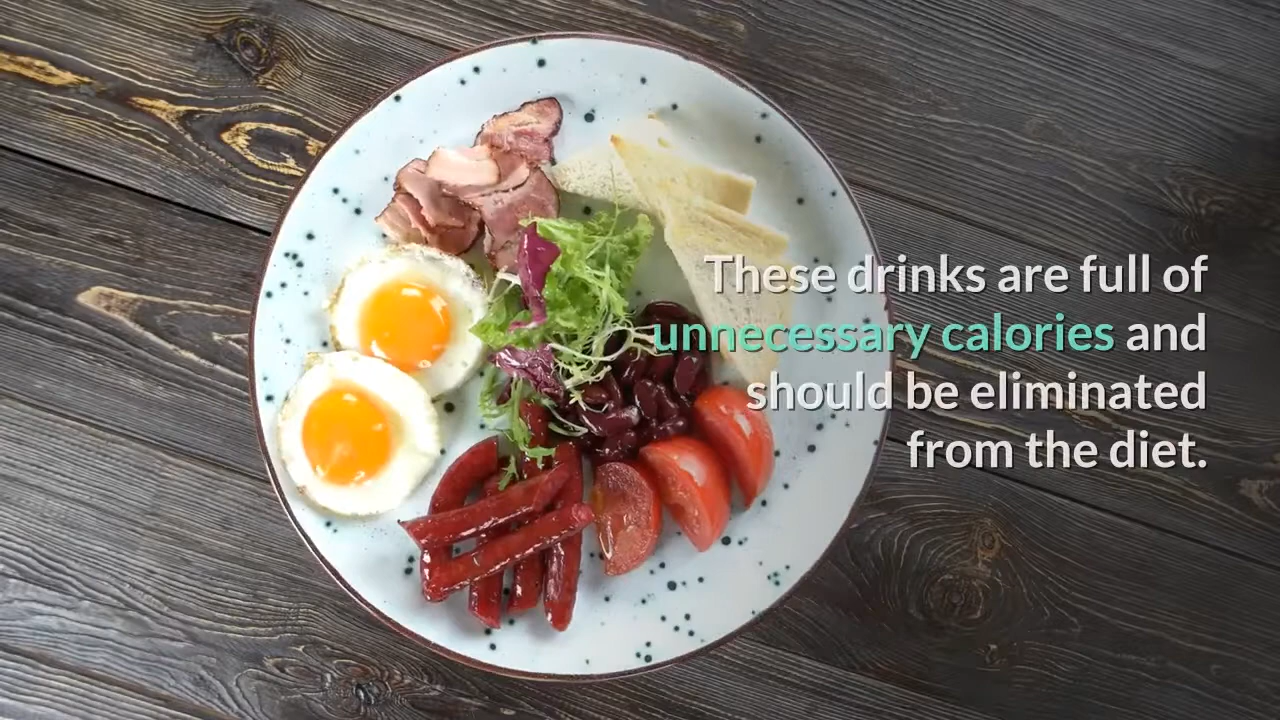 These drinks are full of
unnecessary calories and
should be eliminated
from the diet.